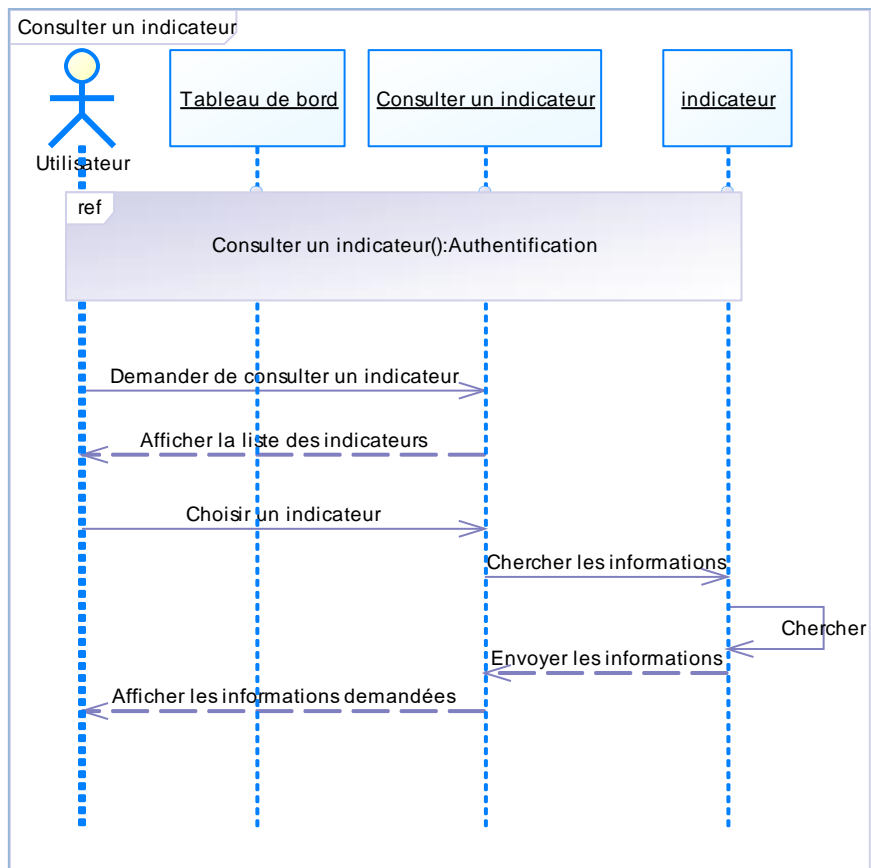 Consulter un indicateur
Tableau de bord
Consulter un indicateur
indicateur
Utilisateur
ref
Consulter un indicateur():Authentification
Demander de consulter un indicateur
Afficher la liste des indicateurs
Choisir un indicateur
Chercher les informations
Chercher
Envoyer les informations
Afficher les informations demandées